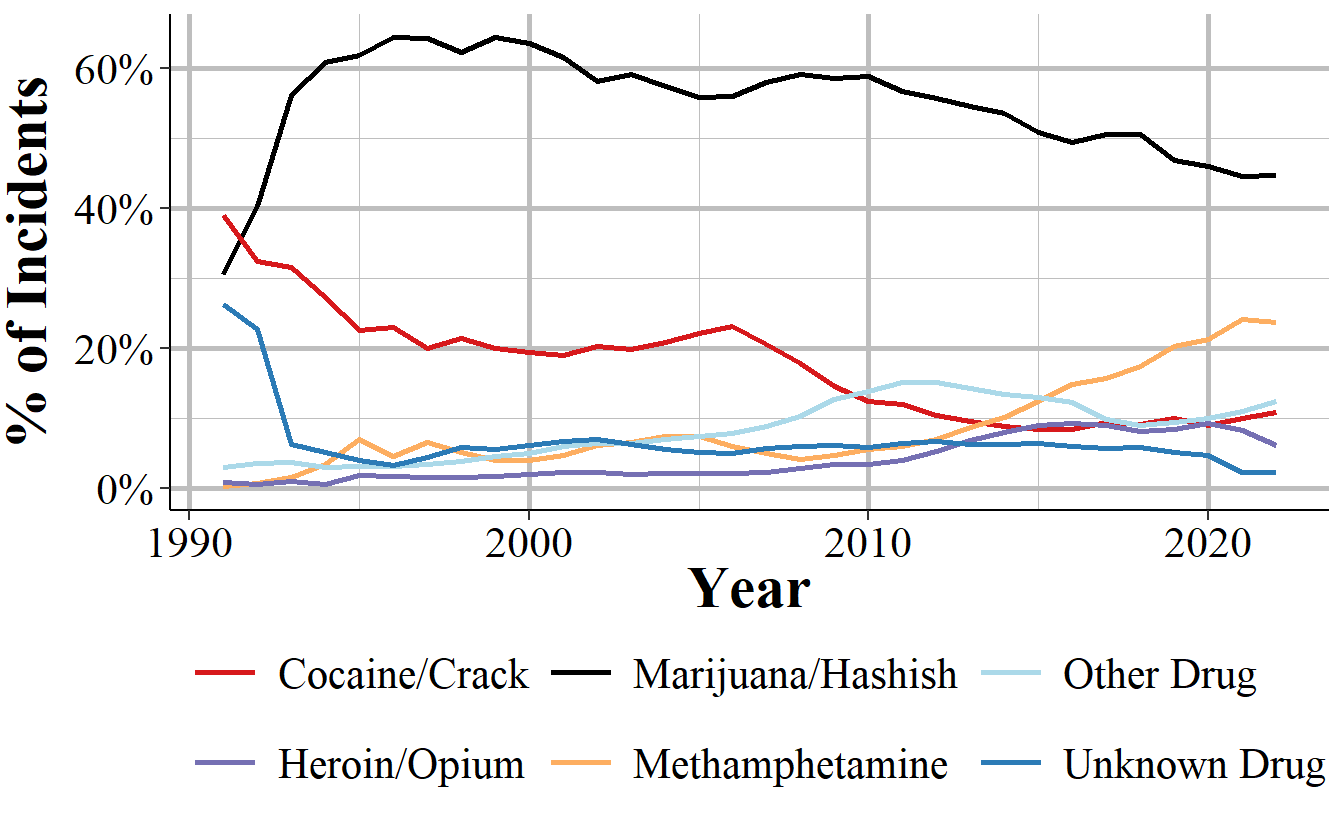 % of Incidents
60%
40%
20%
0%
1990 2000 2010 2020
Year
Cocaine/Crack Marijuana/Hashish Other Drug
Heroin/Opium Methamphetamine Unknown Drug